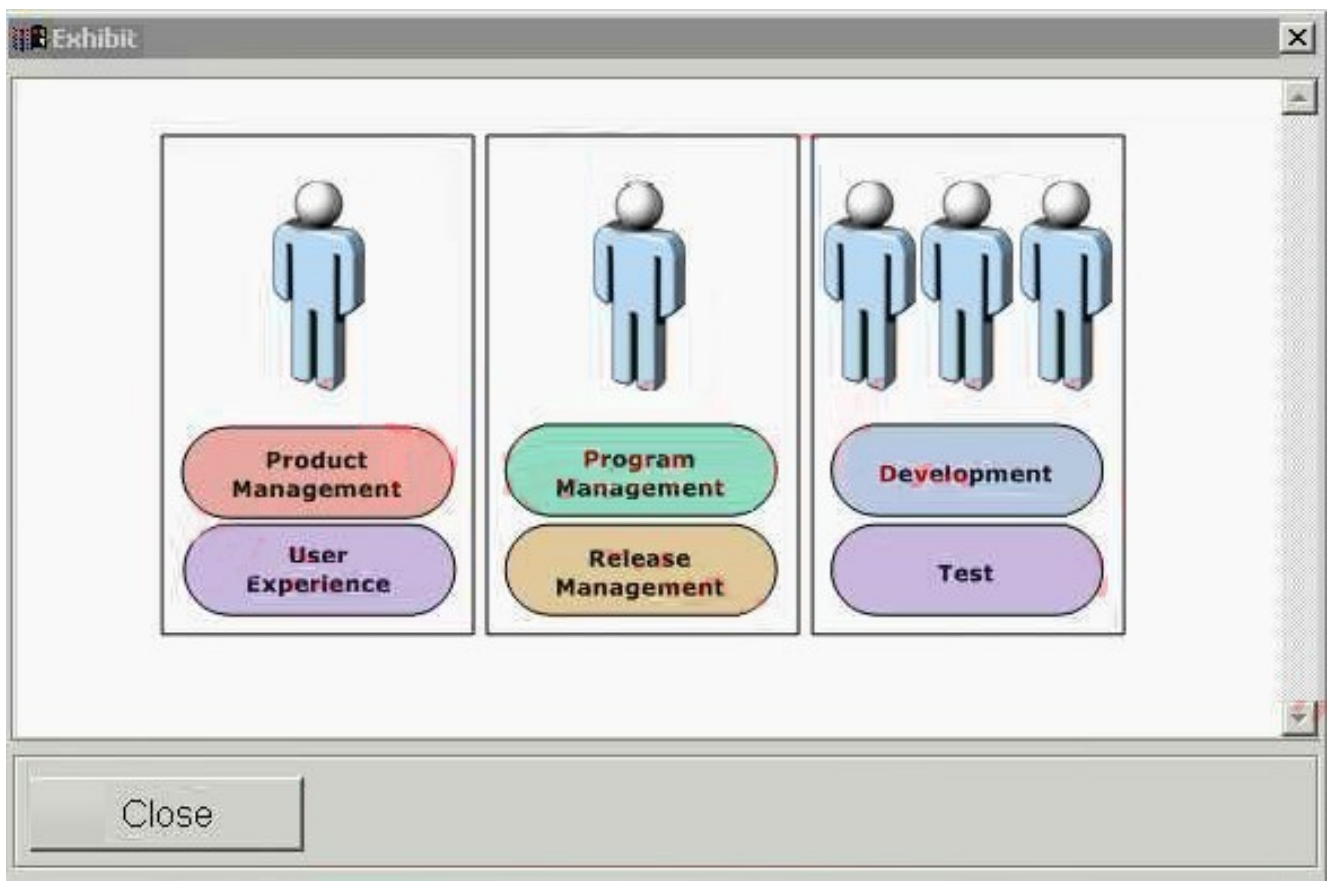 Exhibit
Product
Management
User
Experience
Program
Management
Release
Management
Development
Test
Close